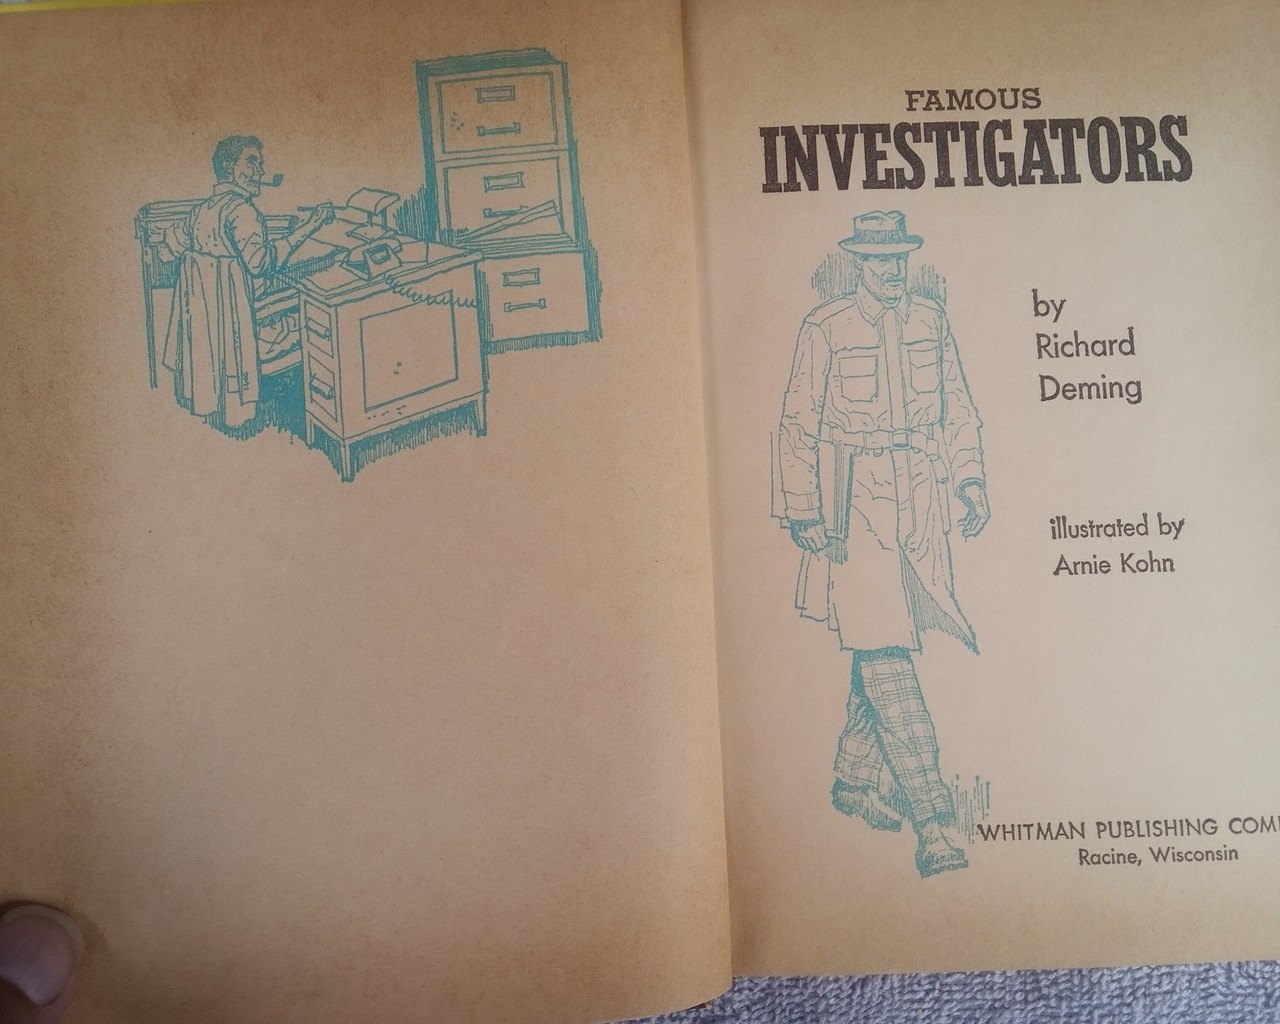 FAMOUS
INVESTIGATORS
by
Richard
Deming
illustrated by
Arnie Kohn
WHITMAN PUBLISHING COM
Racine, Wisconsin